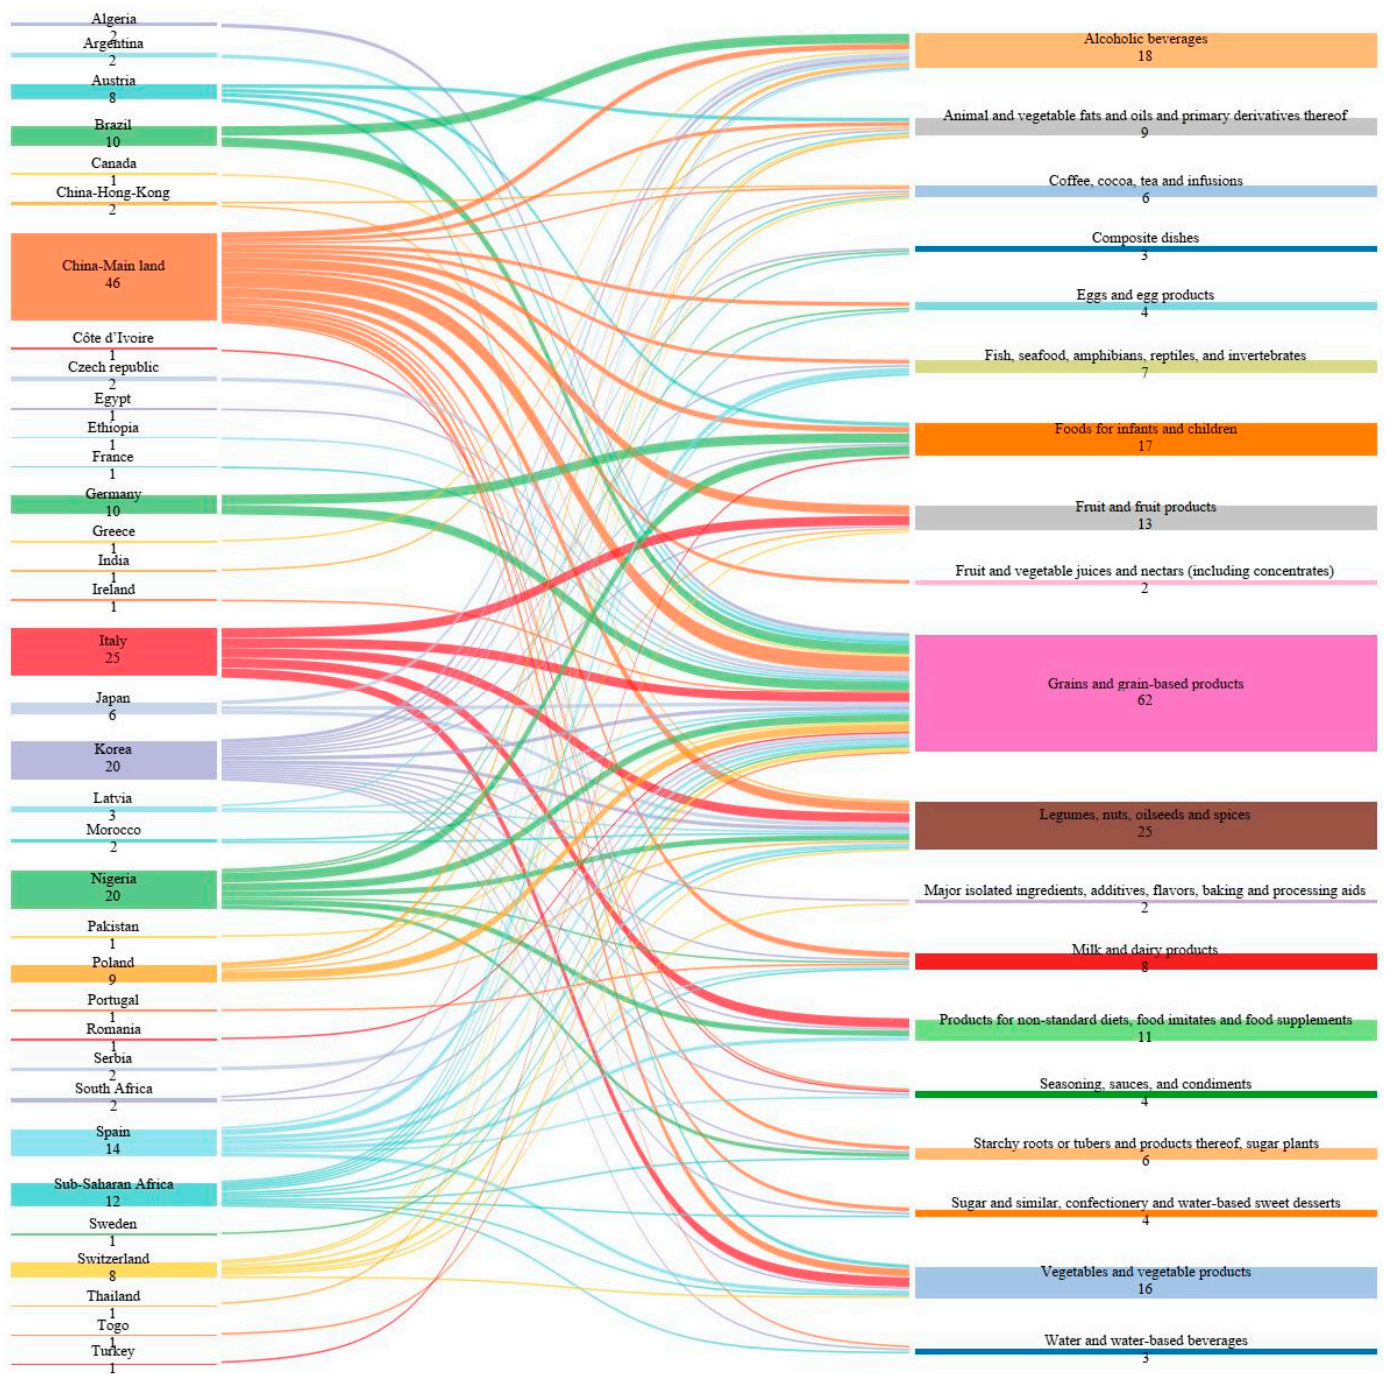 Algeria
2
Argentina
2
Austria
8
Brazil
10
Canada
1
China-Hong-Kong
2
China-Main land
46
Côte d’Ivoire
1
Czech republic
2
Egypt
1
Ethiopia
1
France
1
Germany
10
Greece
1
India
1
Ireland
1
Italy
25
Japan
6
Korea
20
Latvia
3
Morocco
2
Nigeria
20
Pakistan
1
Poland
9
Portugal
1
Romania
1
Serbia
2
South Africa
2
Spain
14
Sub-Saharan Africa
12
Sweden
1
Switzerland
8
Thailand
1
Togo
1
Turkey
1
Alcoholic beverages
18
Animal and vegetable fats and oils and primary derivatives thereof
9
Coffee, cocoa, tea and infusions
6
Composite dishes
3
Eggs and egg products
4
Fish, seafood, amphibians, reptiles, and invertebrates
7
Foods for infants and children
17
Fruit and fruit products
13
Fruit and vegetable juices and nectars (including concentrates)
2
Grains and grain-based products
62
Legumes, nuts, oilseeds and spices
25
Major isolated ingredients, additives, flavors, baking and processing aids
2
Milk and dairy products
8
Products for non-standard diets, food imitates and food supplements
11
Seasoning, sauces, and condiments
4
Starchy roots or tubers and products thereof, sugar plants
6
Sugar and similar, confectionery and water-based sweet desserts
4
Vegetables and vegetable products
16
Water and water-based beverages
3